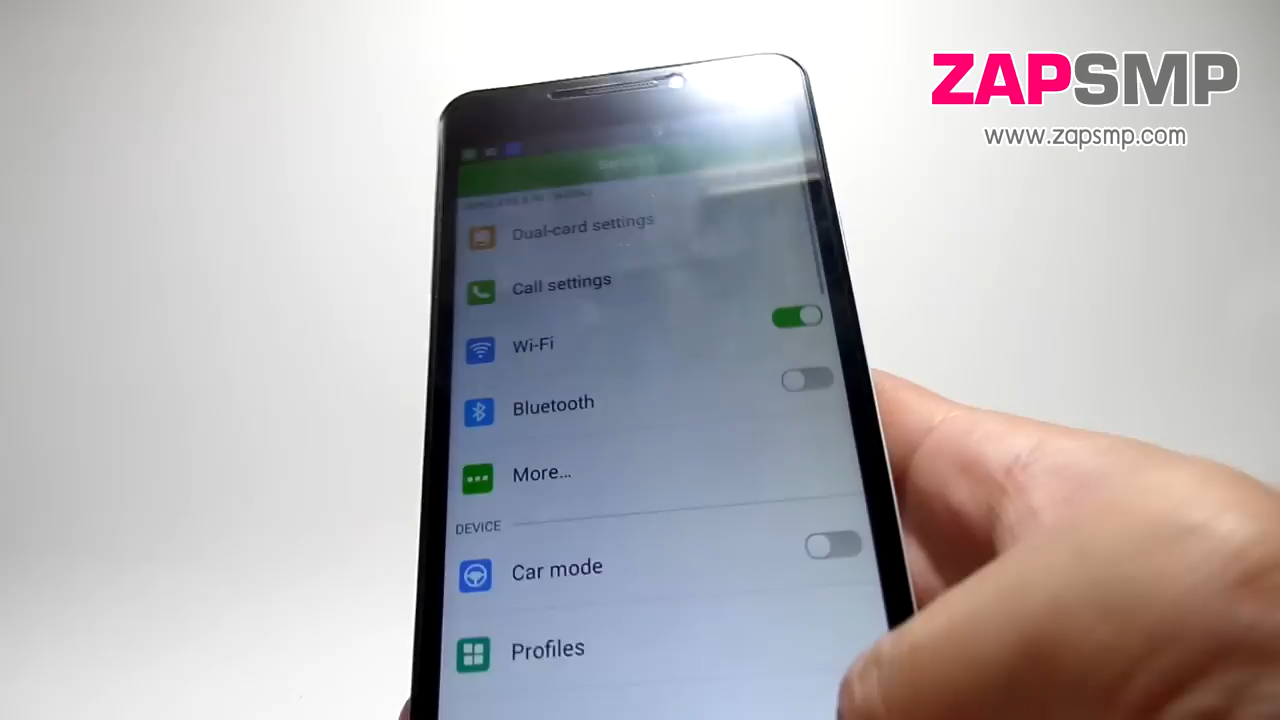 ZAPSMP
www.zapsmp.com
Dual-card settings
Call settings
Wi-Fi
Bluetooth
More...
DEVICE
Car mode
Profiles